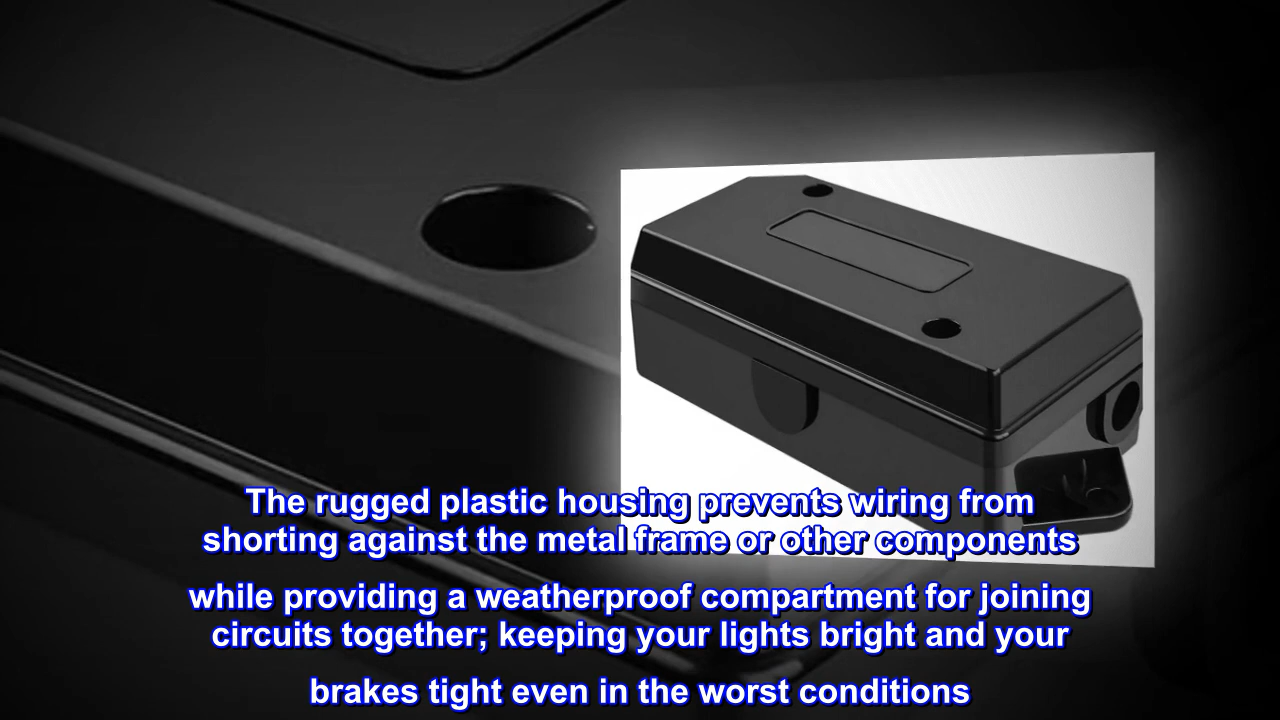 The rugged plastic housing prevents wiring from
shorting against the metal frame or other components
while providing a weatherproof compartment for joining
circuits together; keeping your lights bright and your
brakes tight even in the worst conditions